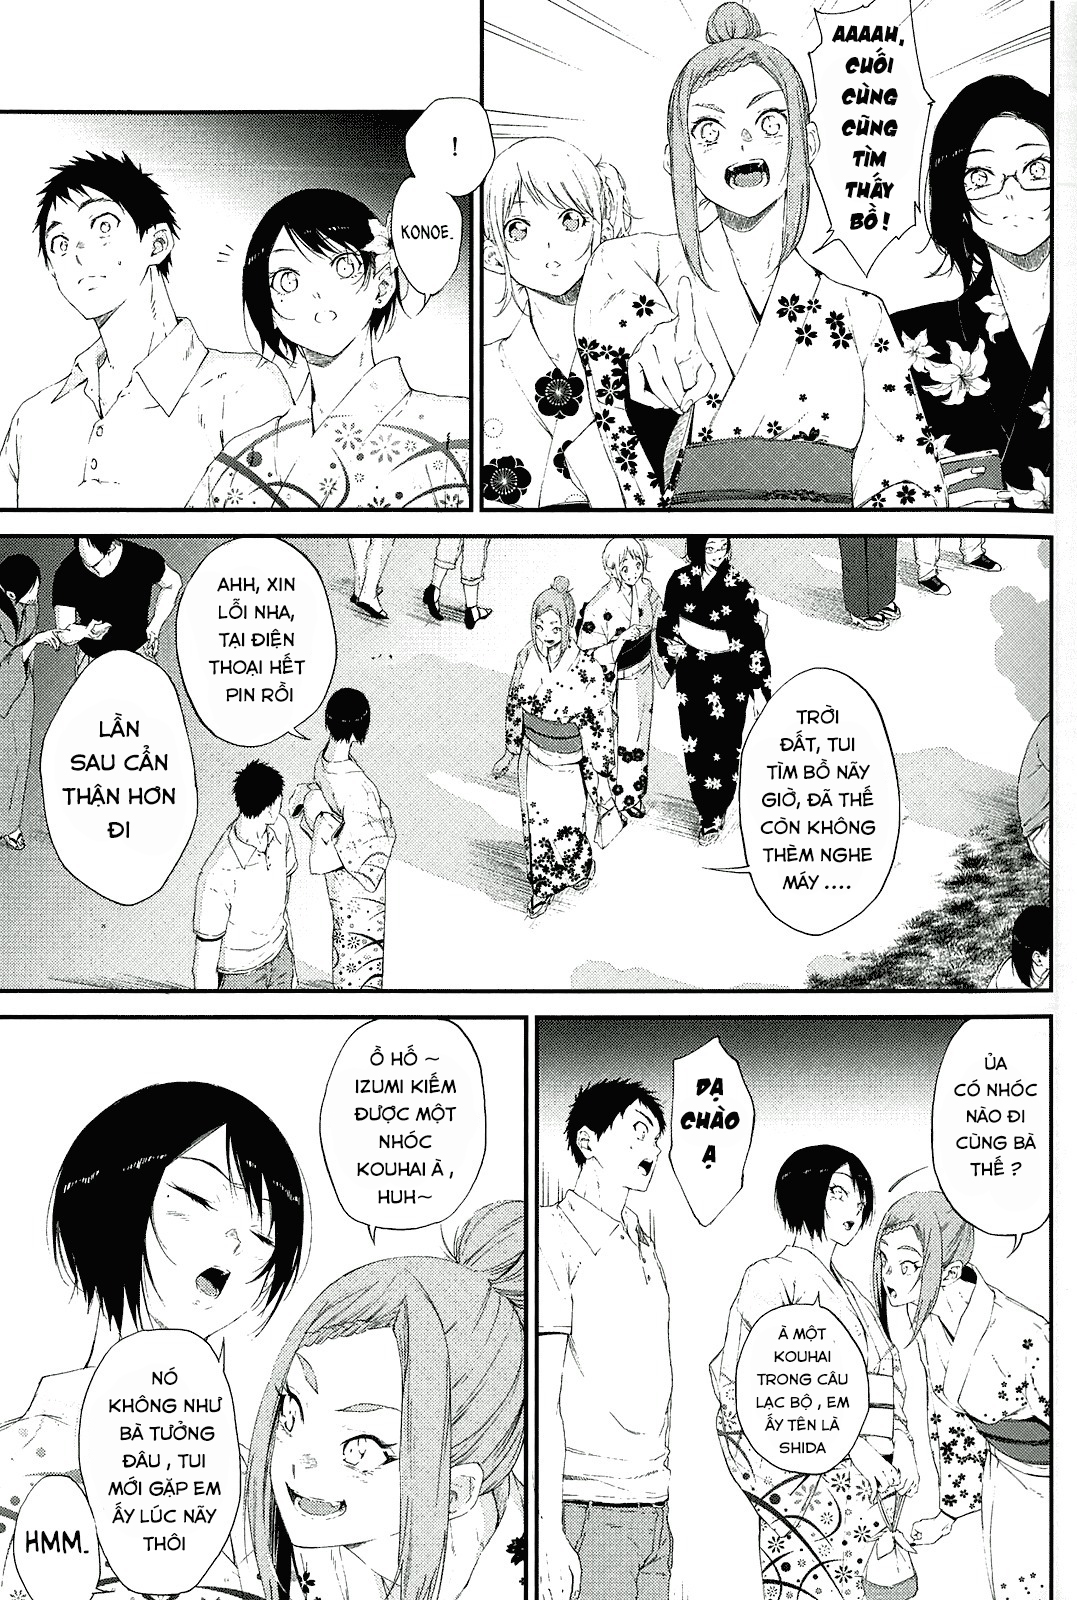 AAAAH,
CUỐI
CÙNG
CŨNG
TÌM
THẤY
BỒ!
!
KONOE.
TRỜI
ĐẤT, TUI
TÌM BỒ NÃY
GIỜ, ĐÃ THẾ
CÒN KHÔNG
THÈM NGHE
MÁY ....
AHH, XIN
LỖI NHA,
TẠI ĐIỆN
THOẠI HẾT
PIN RỒI
LẦN
SAU CẨN
THẬN HƠN
ĐI
ỦA
CÓ NHÓC
NÀO ĐI
CÙNG BÀ
THẾ ?
DẠ
CHÀO
Ạ
À MỘT
KOUHAI
TRONG CÂU
LẠC BỘ , EM
ẤY TÊN LÀ
SHIDA
Ồ HỐ ~
IZUMI KIẾM
ĐƯỢC MỘT
NHÓC
KOUHAI À ,
HUH~
NÓ
KHÔNG NHƯ
BÀ TƯỞNG
ĐÂU , TUI
MỚI GẶP EM
ẤY LÚC NÃY
THÔI
HMM.